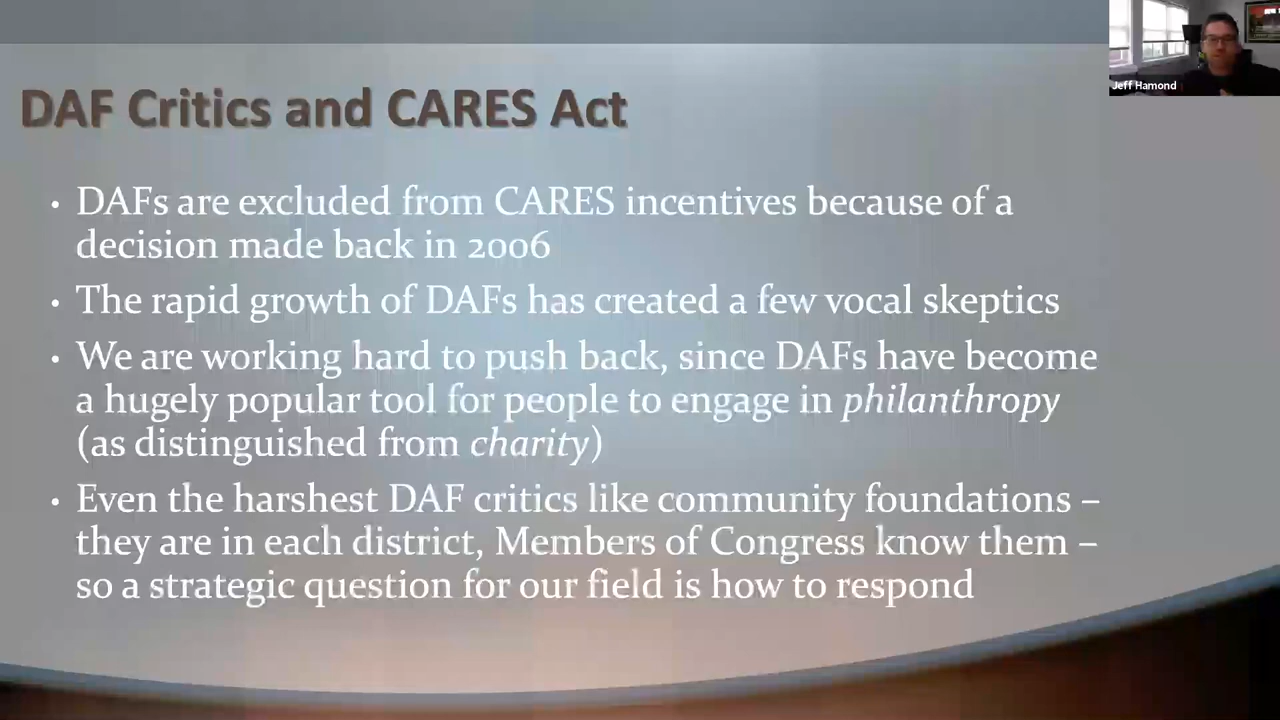 DAF Critics and CARES Act
• DAFs are excluded from CARES incentives because of a
decision made back in 2006
• The rapid growth of DAFs has created a few vocal skeptics
• We are working hard to push back, since DAFs have become
a hugely popular tool for people to engage in philanthropy
(as distinguished from charity)
• Even the harshest DAF critics like community foundations –
they are in each district, Members of Congress know them –
so a strategic question for our field is how to respond
Jeff Hamond